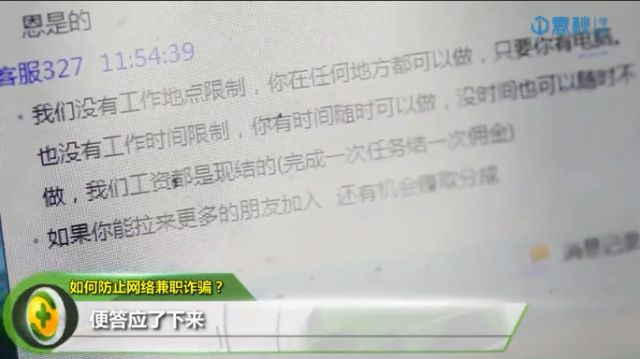 恩是的
壹秒
客服327 11:54:39
我们没有工作地点限制，你在任何地方都可以做，只要你有电脑。
也没有工作时间限制，你有时间随时可以做，没时间也可以随时不
做，我们工资都是现结的(完成一次任务结一次佣金)
如果你能拉来更多的朋友加入 还有机会赚取分成
消息记录
如何防止网络兼职诈骗？
便答应了下来